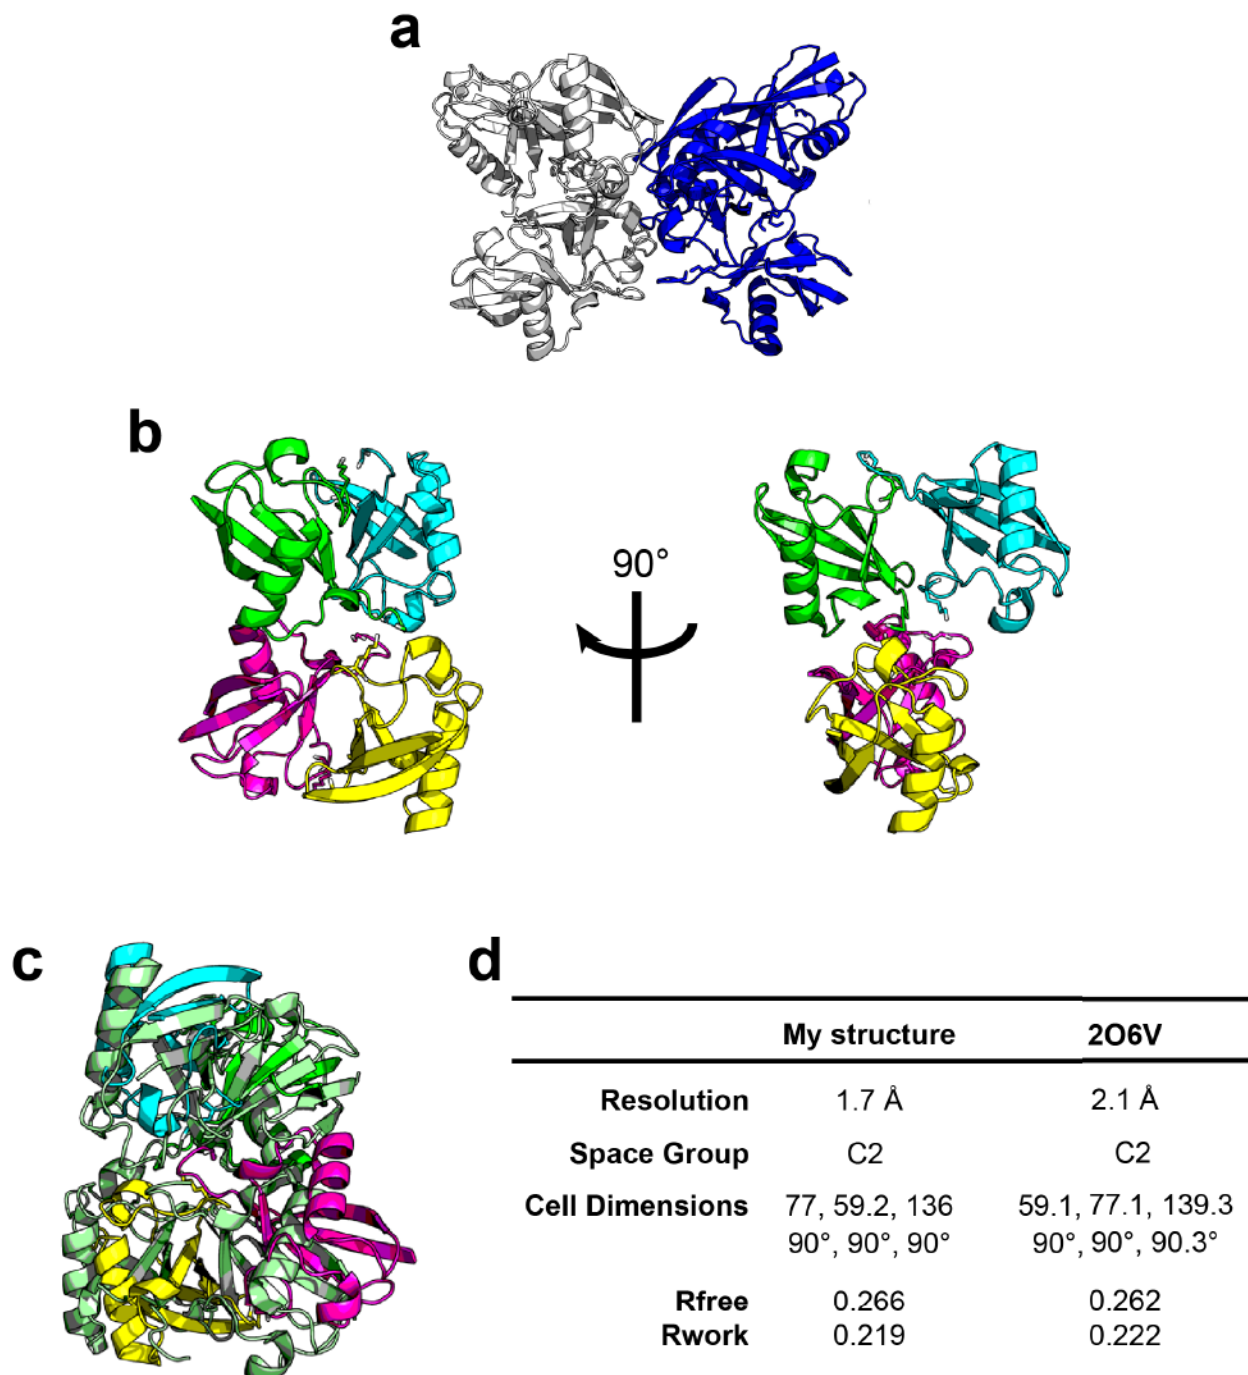 a
b
90°
c
d
My structure 2O6V
Resolution 1.7 Å 2.1 Å
Space Group C2 C2
Cell Dimensions 77, 59.2, 136 59.1, 77.1, 139.3
90°, 90°, 90° 90°, 90°, 90.3°
Rfree 0.266 0.262
Rwork 0.219 0.222